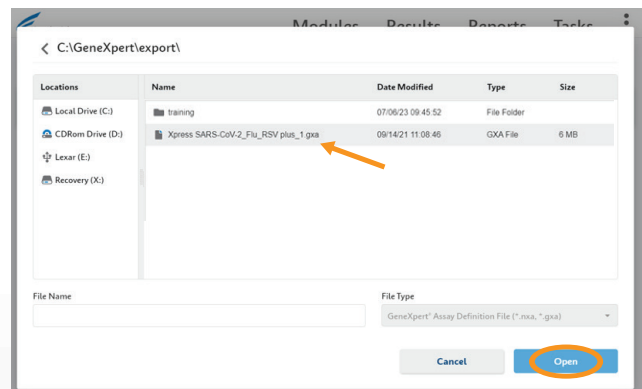 Modules Results Reports Tasks
C:\GeneXpert\export\
Locations Name Date Modified Type Size
Local Drive (C:) training 07/06/23 09:45:52 File Folder
CDRom Drive (D:) Xpress SARS-CoV-2_Flu_RSV plus_1.gxa 09/14/21 11:08:46 GXA File 6 MB
Lexar (E:)
Recovery (X:)
File Name File Type
GeneXpert® Assay Definition File (*.nxa, *.gxa)
Cancel Open